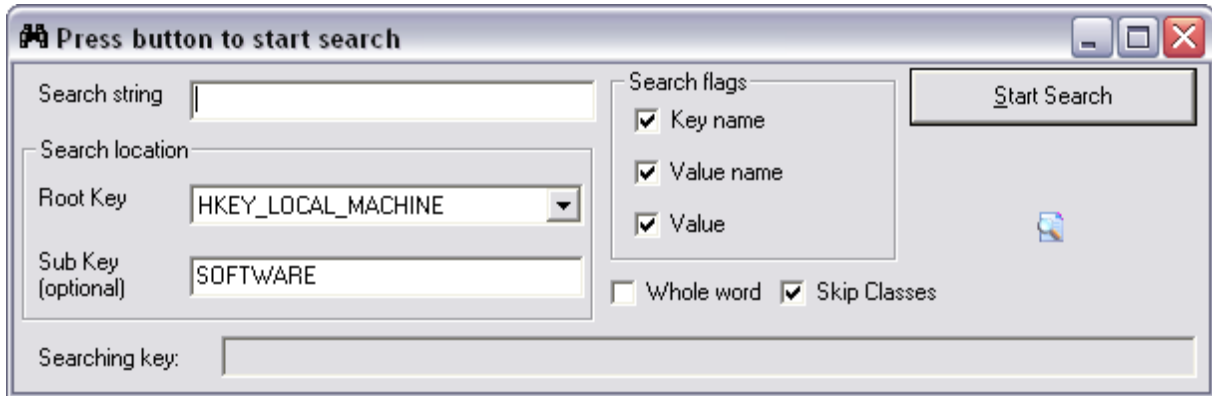 Press button to start search
Search string
Search flags
Start Search
Key name
Search location
Value name
Root Key
HKEY_LOCAL_MACHINE
Value
Sub Key
(optional)
SOFTWARE
Whole word
Skip Classes
Searching key: